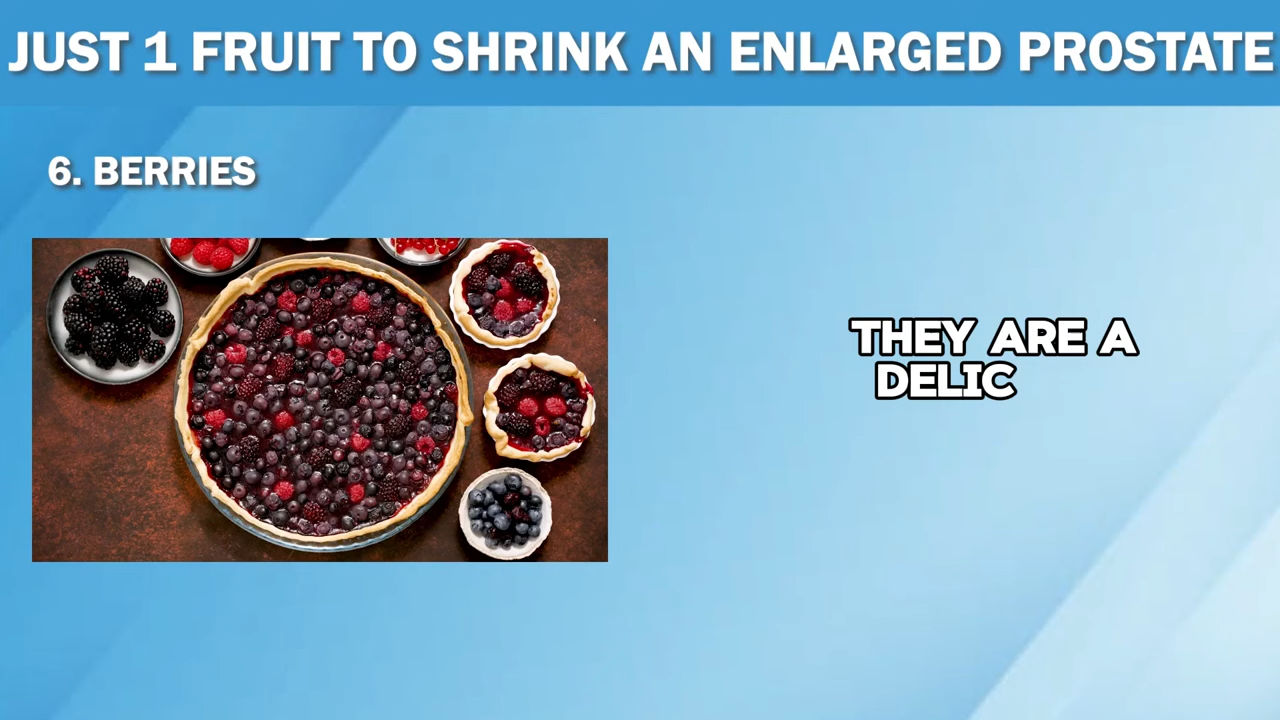 JUST 1 FRUIT TO SHRINK AN ENLARGED PROSTATE
6. BERRIES
THEY ARE A
DELIC